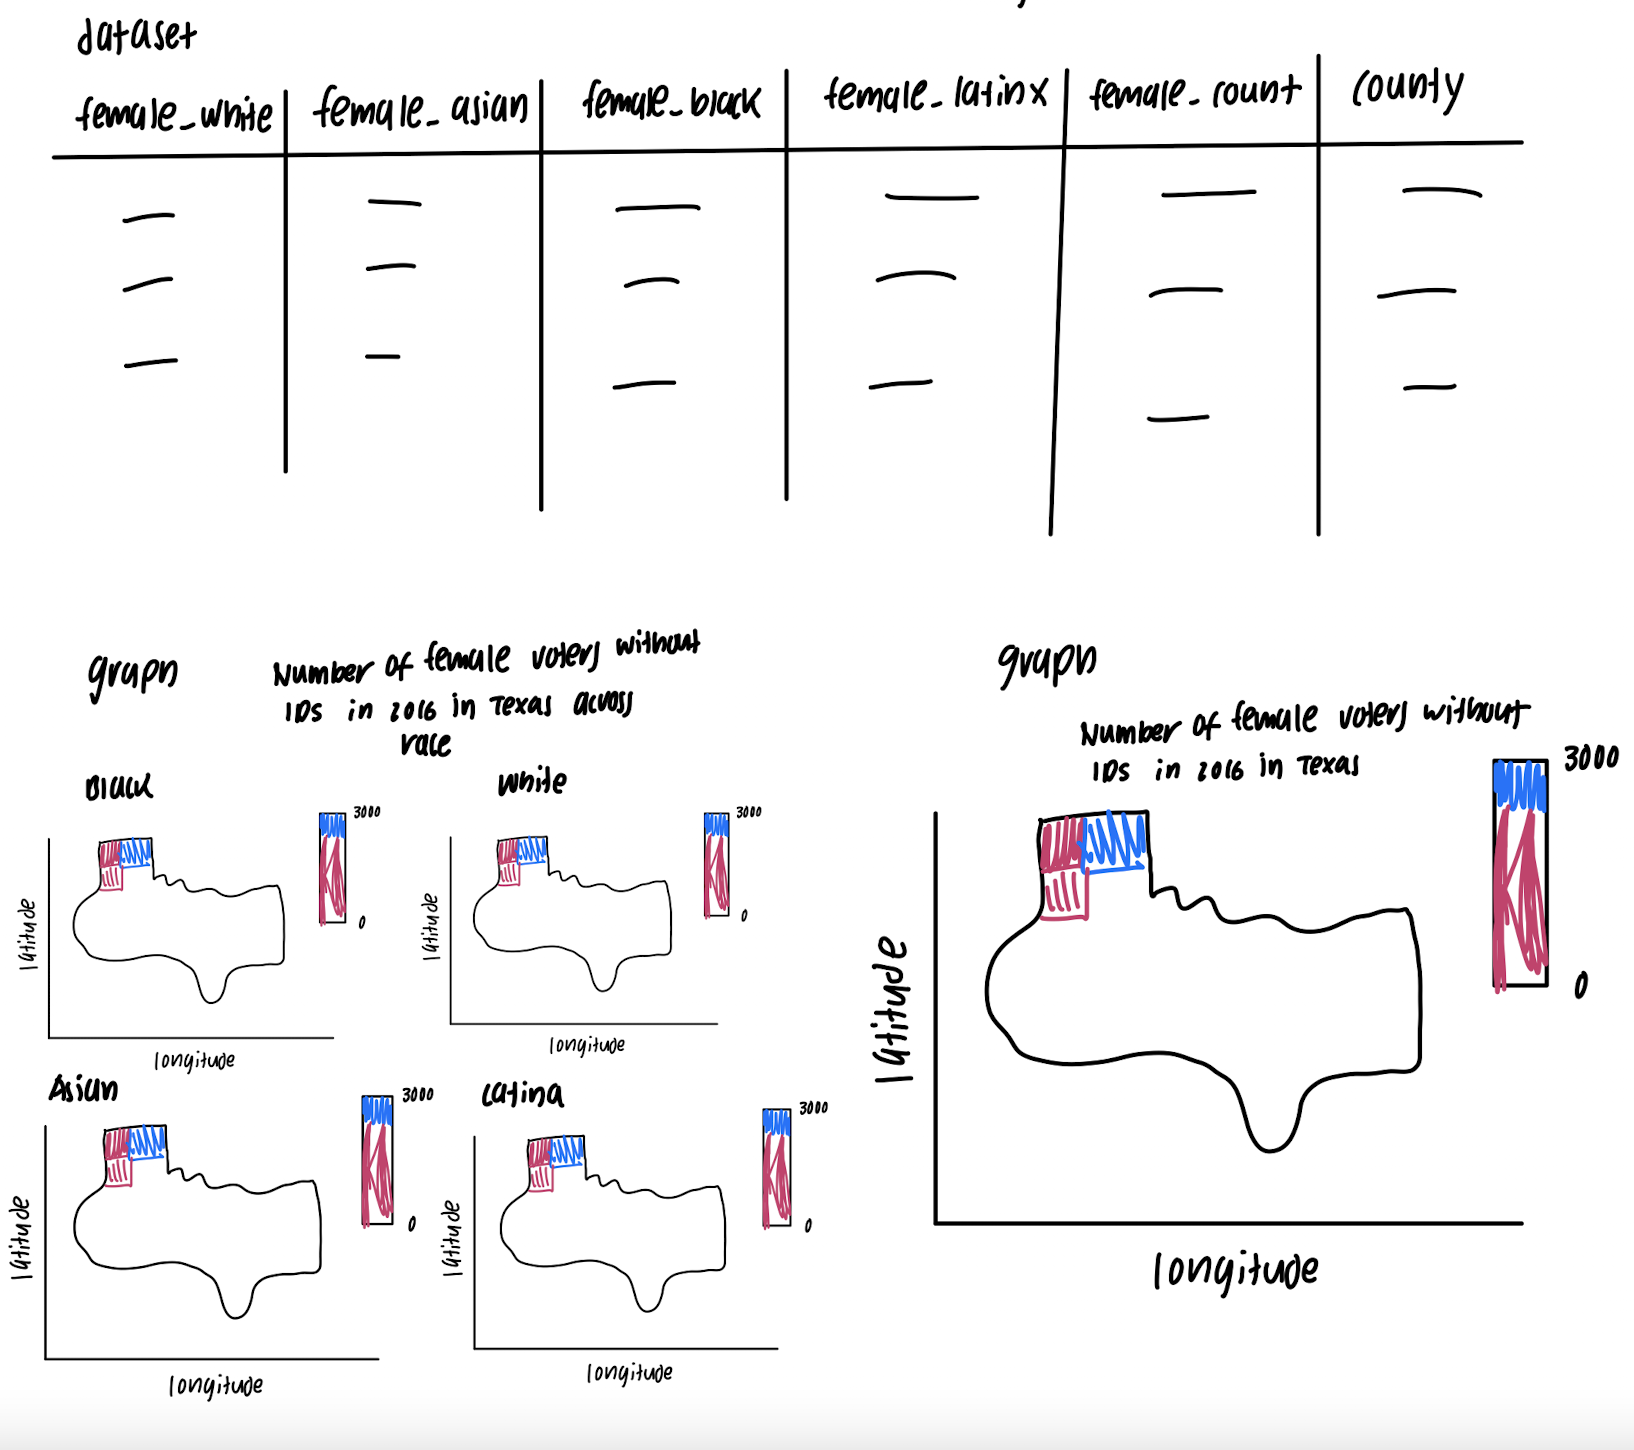 dataset
female_white female_asian female_black female_latinx female_count county
graph
Number of female voters without
IDs in 2016 in Texas across
race
Black
3000
0
latitude
longitude
White
3000
0
latitude
longitude
Asian
3000
0
latitude
longitude
Latina
3000
0
latitude
longitude
graph
Number of female voters without
IDs in 2016 in Texas
3000
0
latitude
longitude